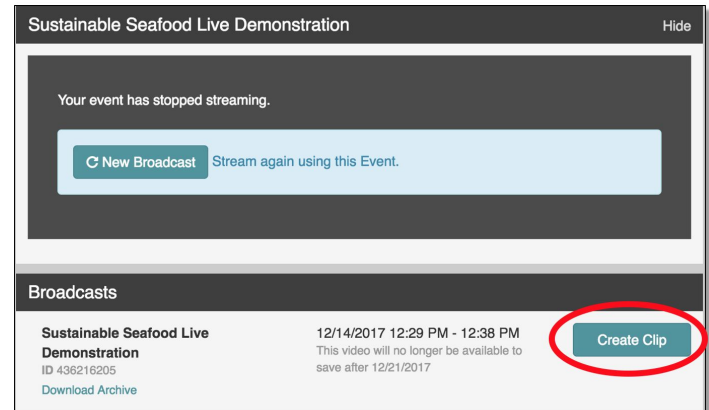 Sustainable Seafood Live Demonstration Hide
Your event has stopped streaming.
New Broadcast Stream again using this Event.
Broadcasts
Sustainable Seafood Live
Demonstration
ID 436216205
Download Archive
12/14/2017 12:29 PM - 12:38 PM
This video will no longer be available to
save after 12/21/2017
Create Clip